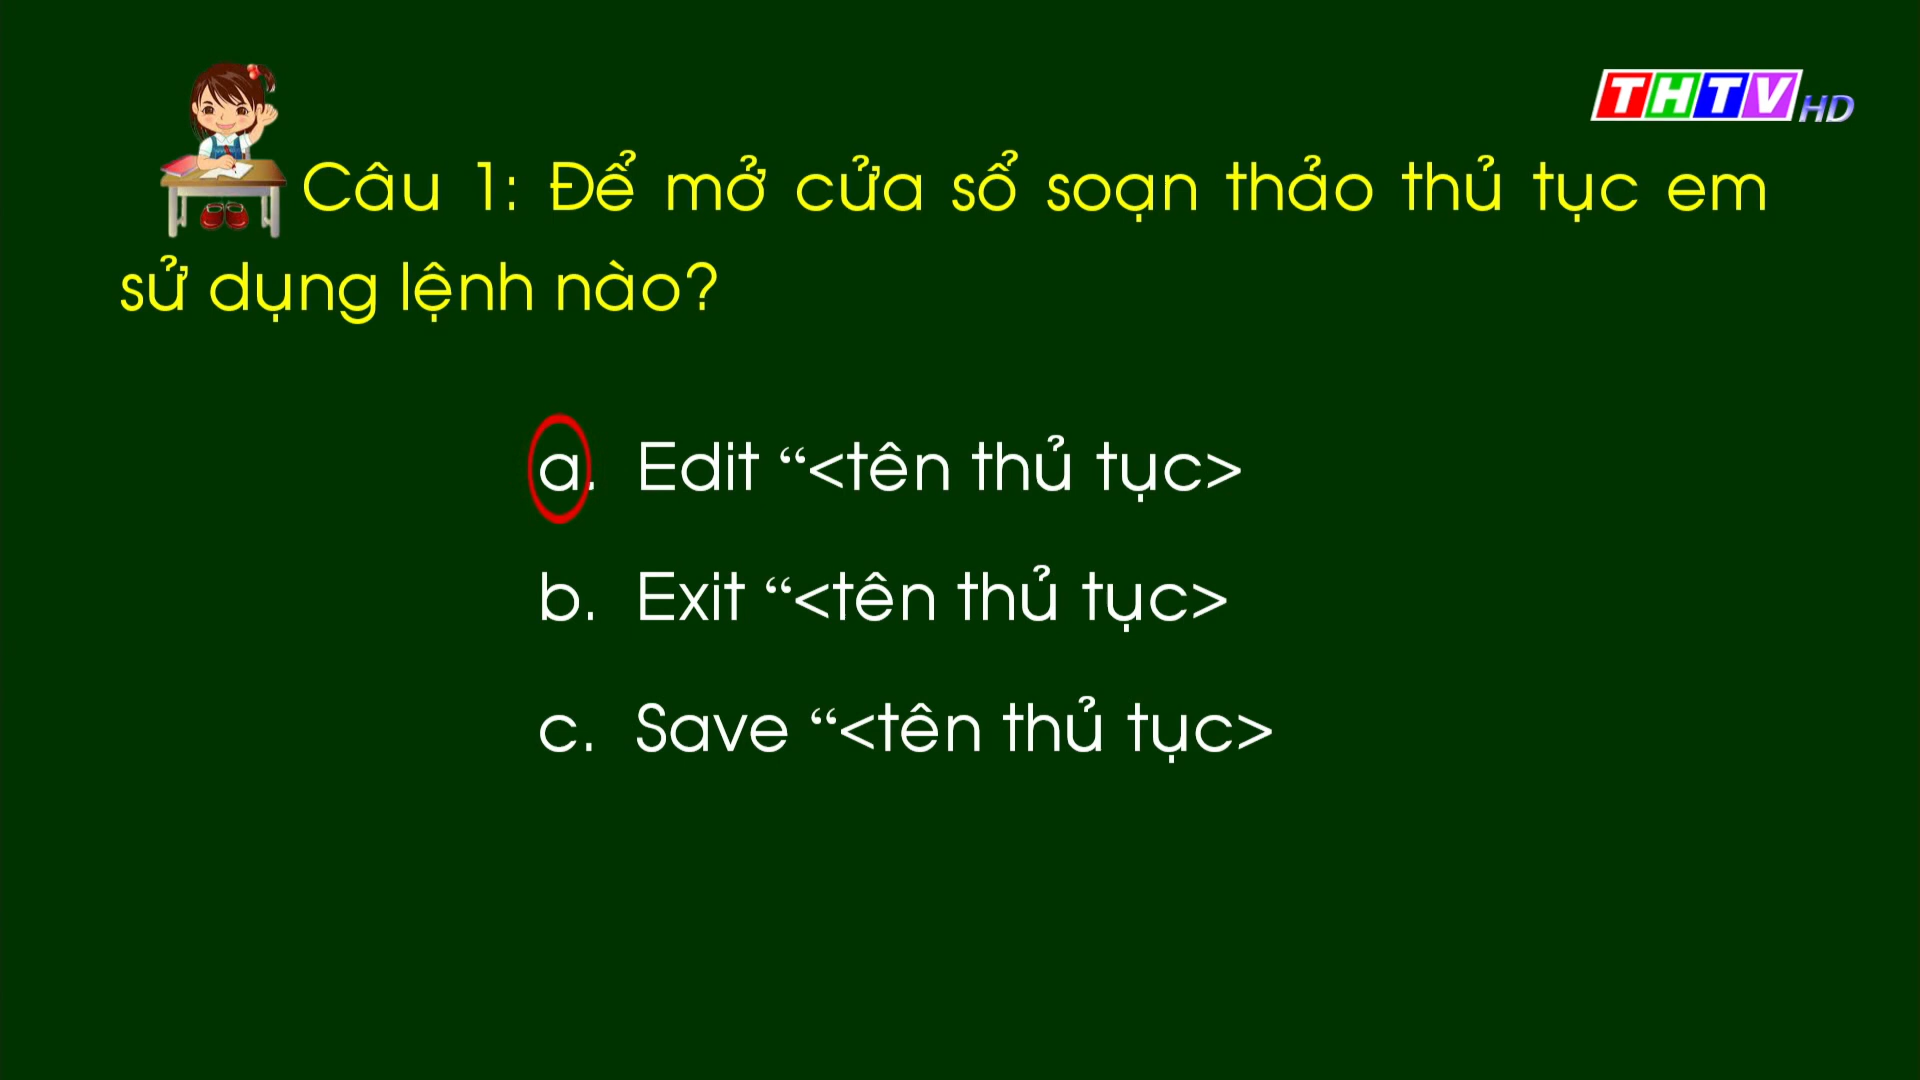 THTV HD
Câu 1: Để mở cửa sổ soạn thảo thủ tục em
sử dụng lệnh nào?
a. Edit “<tên thủ tục>
b. Exit “<tên thủ tục>
c. Save “<tên thủ tục>